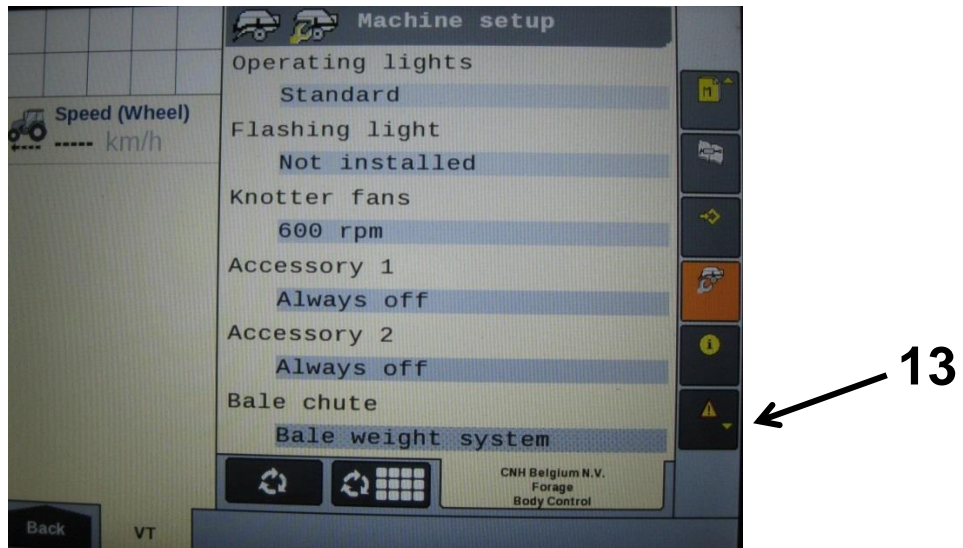 Machine setup
Operating lights
Standard
Speed (Wheel)
----- km/h
Flashing light
Not installed
Knotter fans
600 rpm
Accessory 1
Always off
Accessory 2
Always off
Bale chute
Bale weight system
M
i
13
CNH Belgium N.V.
Forage
Body Control
Back
VT